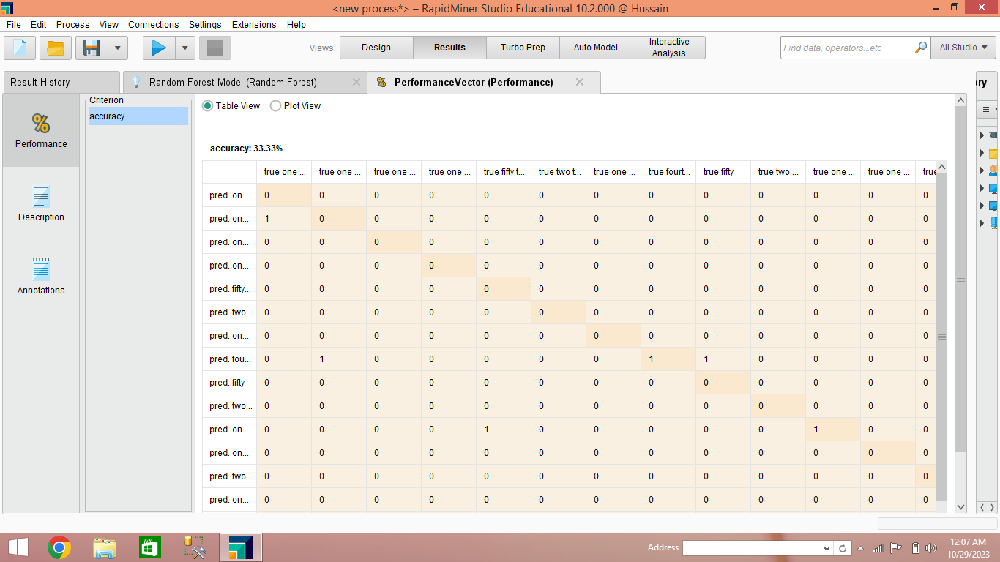 <new process*> – RapidMiner Studio Educational 10.2.000 @ Hussain
File Edit Process View Connections Settings Extensions Help
Views: Design Results Turbo Prep Auto Model Interactive Analysis
Find data, operators...etc All Studio
Result History Random Forest Model (Random Forest) PerformanceVector (Performance) ory
Criterion
accuracy
Performance
Description
Annotations
Table View Plot View
accuracy: 33.33%
true one ... true one ... true one ... true one ... true fifty t... true two t... true one ... true fourt... true fifty true two ... true one ... true one ... true
pred. on... 0 0 0 0 0 0 0 0 0 0 0 0 0
pred. on... 1 0 0 0 0 0 0 0 0 0 0 0 0
pred. on... 0 0 0 0 0 0 0 0 0 0 0 0 0
pred. on... 0 0 0 0 0 0 0 0 0 0 0 0 0
pred. fifty... 0 0 0 0 0 0 0 0 0 0 0 0 0
pred. two... 0 0 0 0 0 0 0 0 0 0 0 0 0
pred. on... 0 0 0 0 0 0 0 0 0 0 0 0 0
pred. fou... 0 1 0 0 0 0 0 1 1 0 0 0 0
pred. fifty 0 0 0 0 0 0 0 0 0 0 0 0 0
pred. two... 0 0 0 0 0 0 0 0 0 0 0 0 0
pred. on... 0 0 0 0 1 0 0 0 0 0 1 0 0
pred. on... 0 0 0 0 0 0 0 0 0 0 0 0 0
pred. two... 0 0 0 0 0 0 0 0 0 0 0 0 0
pred. on... 0 0 0 0 0 0 0 0 0 0 0 0 0
Address
12:07 AM
10/29/2023